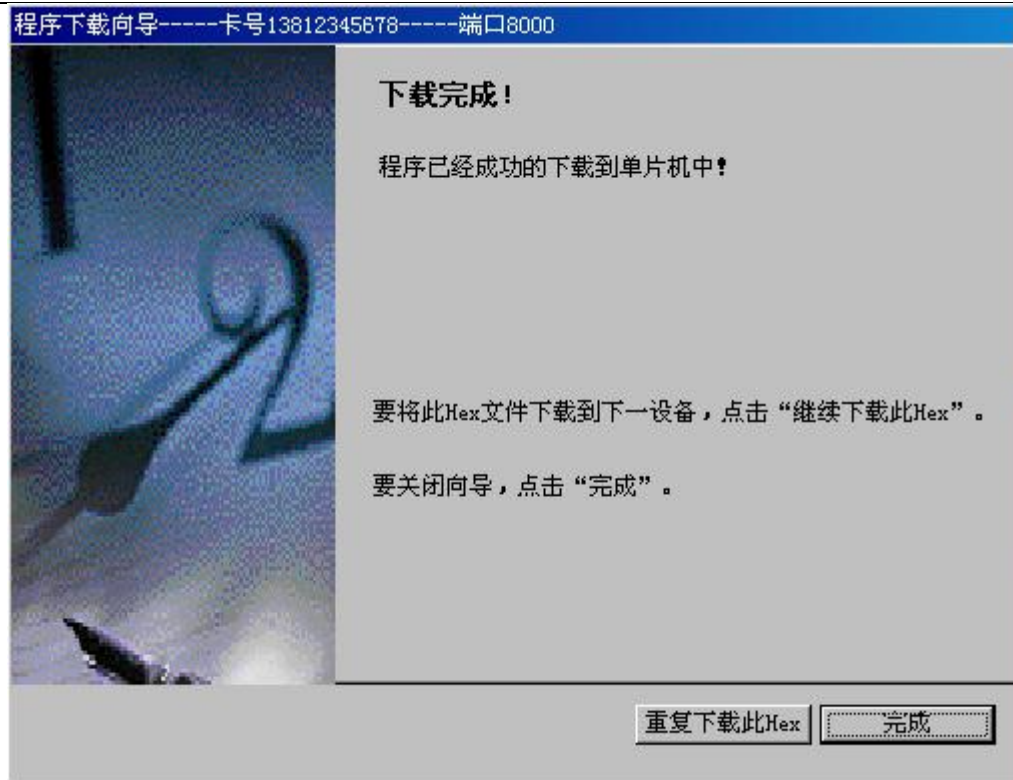 程序下载向导-----卡号13812345678-----端口8000
下载完成!
程序已经成功的下载到单片机中!
要将此Hex文件下载到下一设备，点击“继续下载此Hex”。
要关闭向导，点击“完成”。
重复下载此Hex
完成